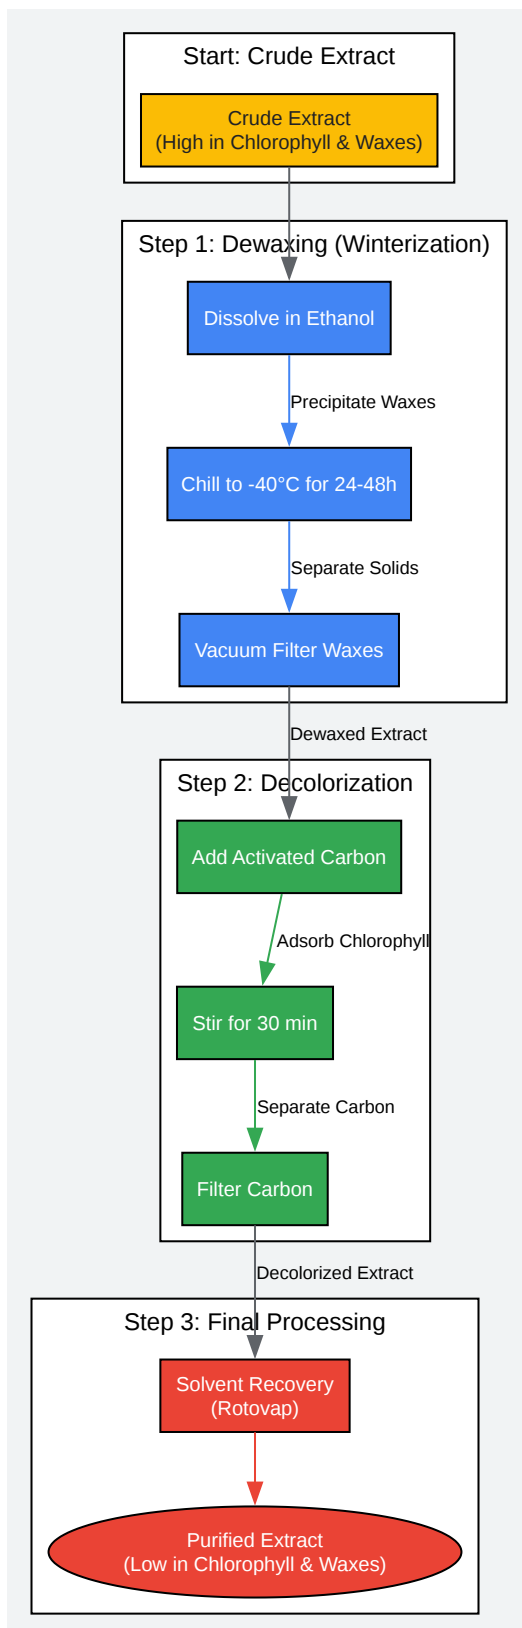 Start: Crude Extract
Crude Extract
(High in Chlorophyll & Waxes)
Step 1: Dewaxing (Winterization)
Dissolve in Ethanol
Precipitate Waxes
Chill to -40°C for 24-48h
Separate Solids
Vacuum Filter Waxes
Dewaxed Extract
Step 2: Decolorization
Add Activated Carbon
Adsorb Chlorophyll
Stir for 30 min
Separate Carbon
Filter Carbon
Decolorized Extract
Step 3: Final Processing
Solvent Recovery
(Rotovap)
Purified Extract
(Low in Chlorophyll & Waxes)